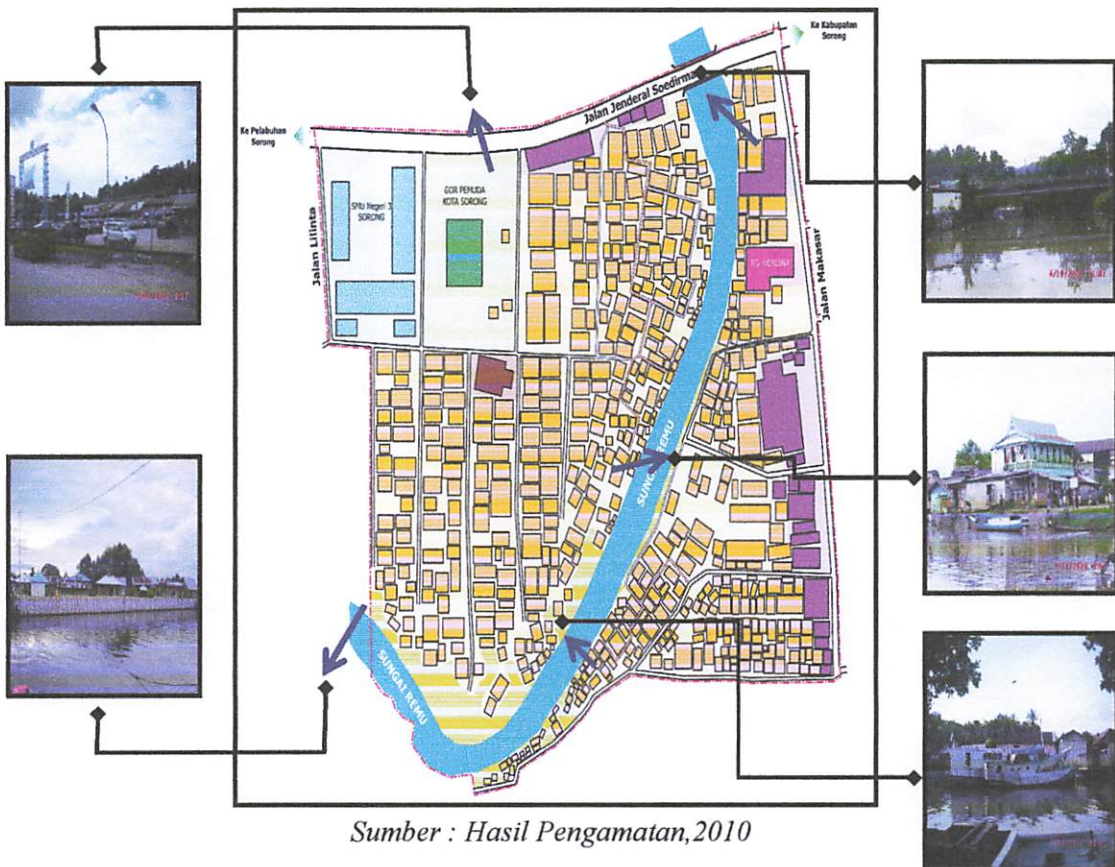 Ke Kabupaten
Sorong
Jalan Jenderal Soedirman
Ke Pelabuhan
Sorong
SMU Negeri 3
SORONG
GOR PEMUDA
KOTA SORONG
Jalan Lilinta
Jalan Makasar
SUNGAI REMU
SUNGAI REMU
Sumber : Hasil Pengamatan,2010